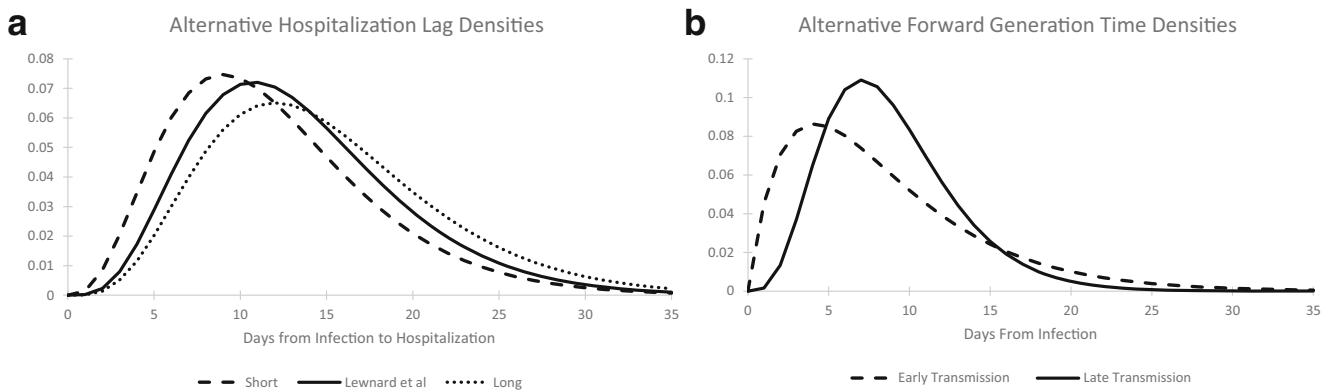 a
Alternative Hospitalization Lag Densities
0.08
0.07
0.06
0.05
0.04
0.03
0.02
0.01
0
0 5 10 15 20 25 30 35
Days from Infection to Hospitalization
Short Lewnard et al Long
b
Alternative Forward Generation Time Densities
0.12
0.1
0.08
0.06
0.04
0.02
0
0 5 10 15 20 25 30 35
Days From Infection
Early Transmission Late Transmission